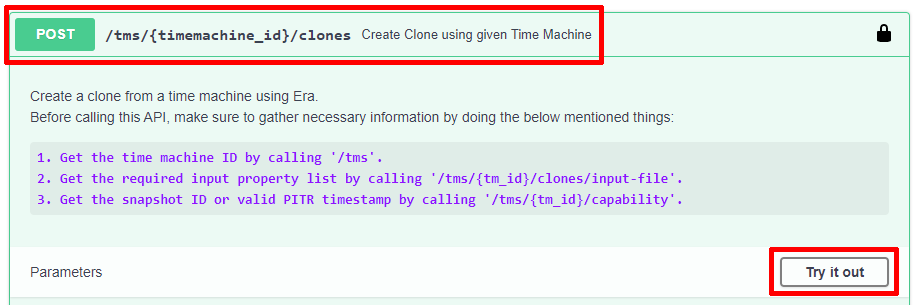 POST /tms/{timemachine_id}/clones Create Clone using given Time Machine
Create a clone from a time machine using Era.
Before calling this API, make sure to gather necessary information by doing the below mentioned things:
1. Get the time machine ID by calling '/tms'.
2. Get the required input property list by calling '/tms/{tm_id}/clones/input-file'.
3. Get the snapshot ID or valid PITR timestamp by calling '/tms/{tm_id}/capability'.
Parameters Try it out